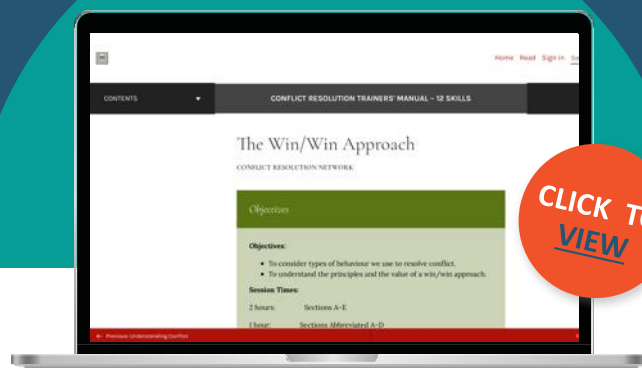 Home Read Sign in
CONTENTS
CONFLICT RESOLUTION TRAINERS' MANUAL – 12 SKILLS
The Win/Win Approach
CONFLICT RESOLUTION NETWORK
Objectives
Objectives:
• To consider types of behaviour we use to resolve conflict.
• To understand the principles and the value of a win/win approach.
Session Times:
2 hours: Sections A–E
1 hour: Sections Abbreviated A–D
← Previous: Understanding Conflict
CLICK TO
VIEW